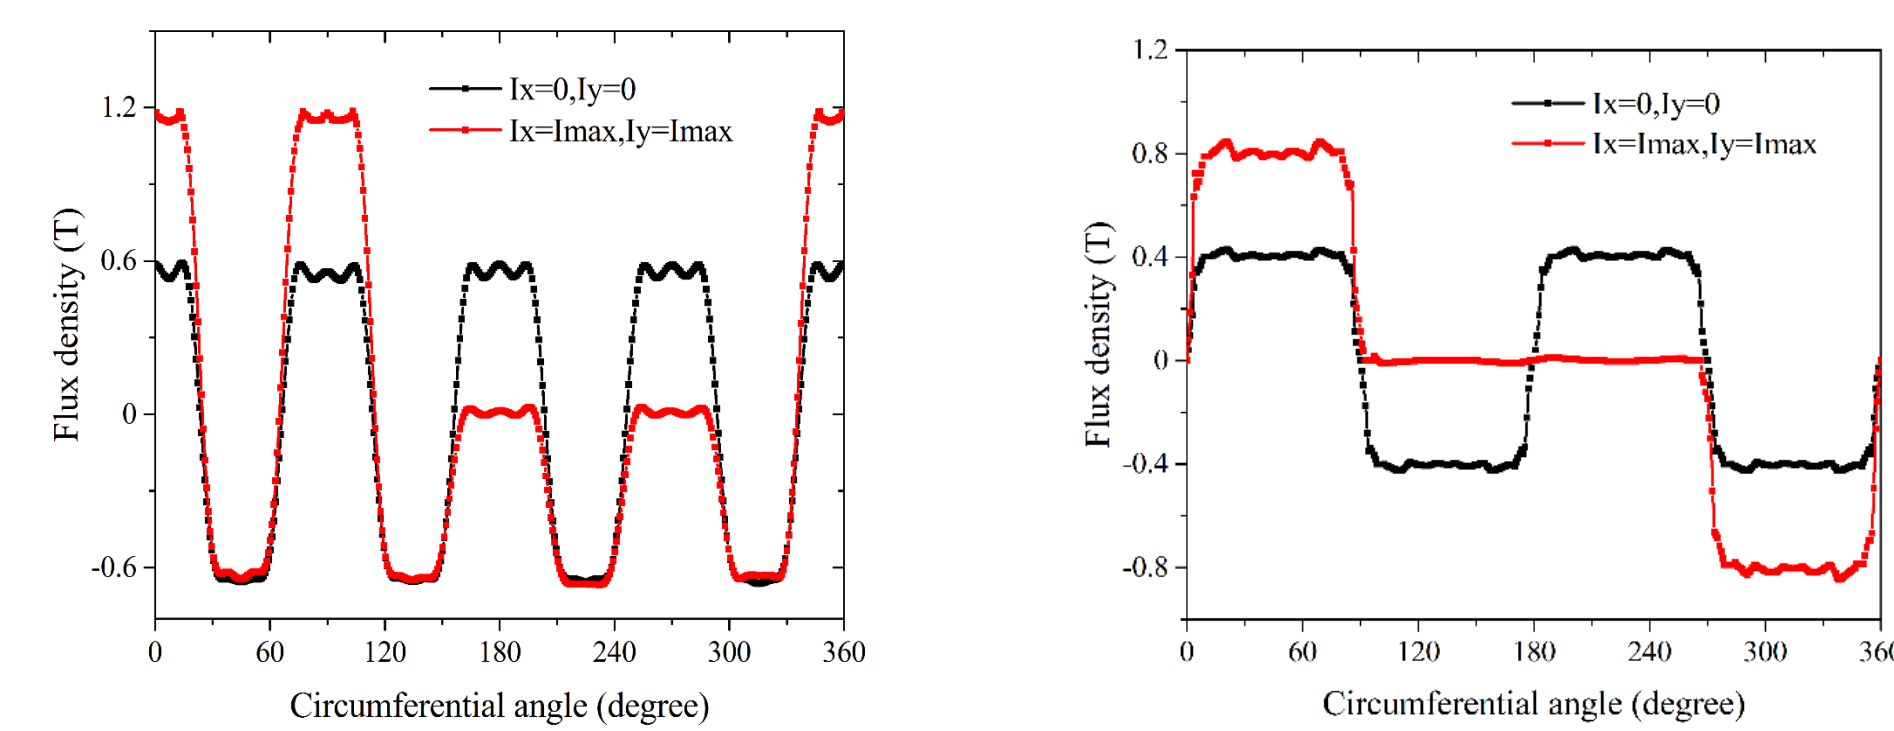 Ix=0,Iy=0
Ix=Imax,Iy=Imax
1.2
0.6
0
-0.6
Flux density (T)
0 60 120 180 240 300 360
Circumferential angle (degree)
Ix=0,Iy=0
Ix=Imax,Iy=Imax
1.2
0.8
0.4
0
-0.4
-0.8
Flux density (T)
0 60 120 180 240 300 360
Circumferential angle (degree)